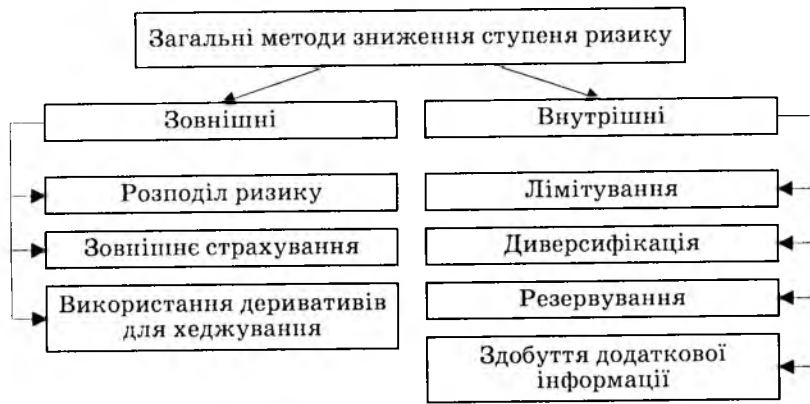 Загальні методи зниження ступеня ризику
Зовнішні
Внутрішні
Розподіл ризику
Лімітування
Зовнішнє страхування
Диверсифікація
Використання деривативів
для хеджування
Резервування
Здобуття додаткової
інформації